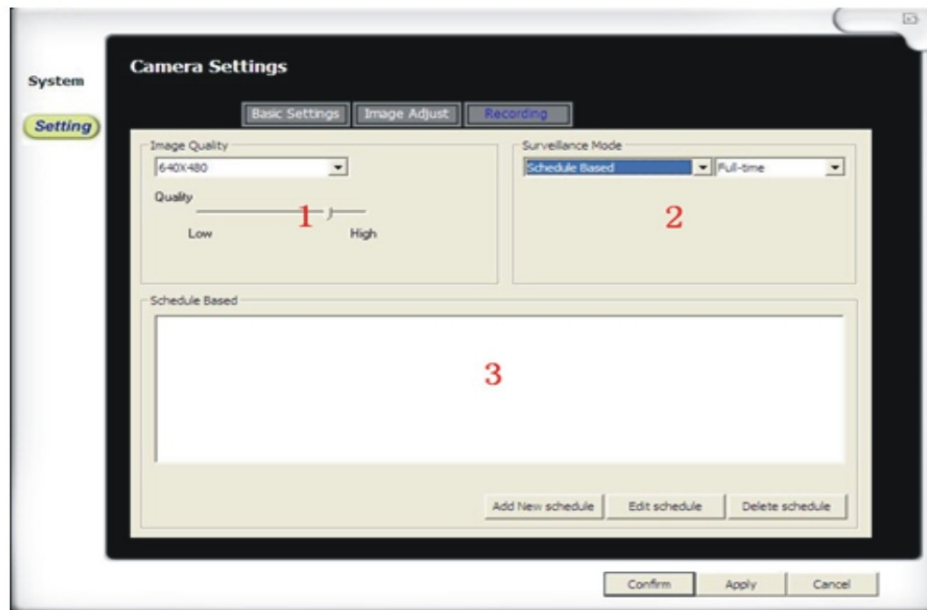 Camera Settings
System
Setting
Basic Settings Image Adjust Recording
Image Quality
640X480
Quality
1
Low High
Surveillance Mode
Schedule Based Full-time
2
Schedule Based
3
Add New schedule Edit schedule Delete schedule
Confirm Apply Cancel